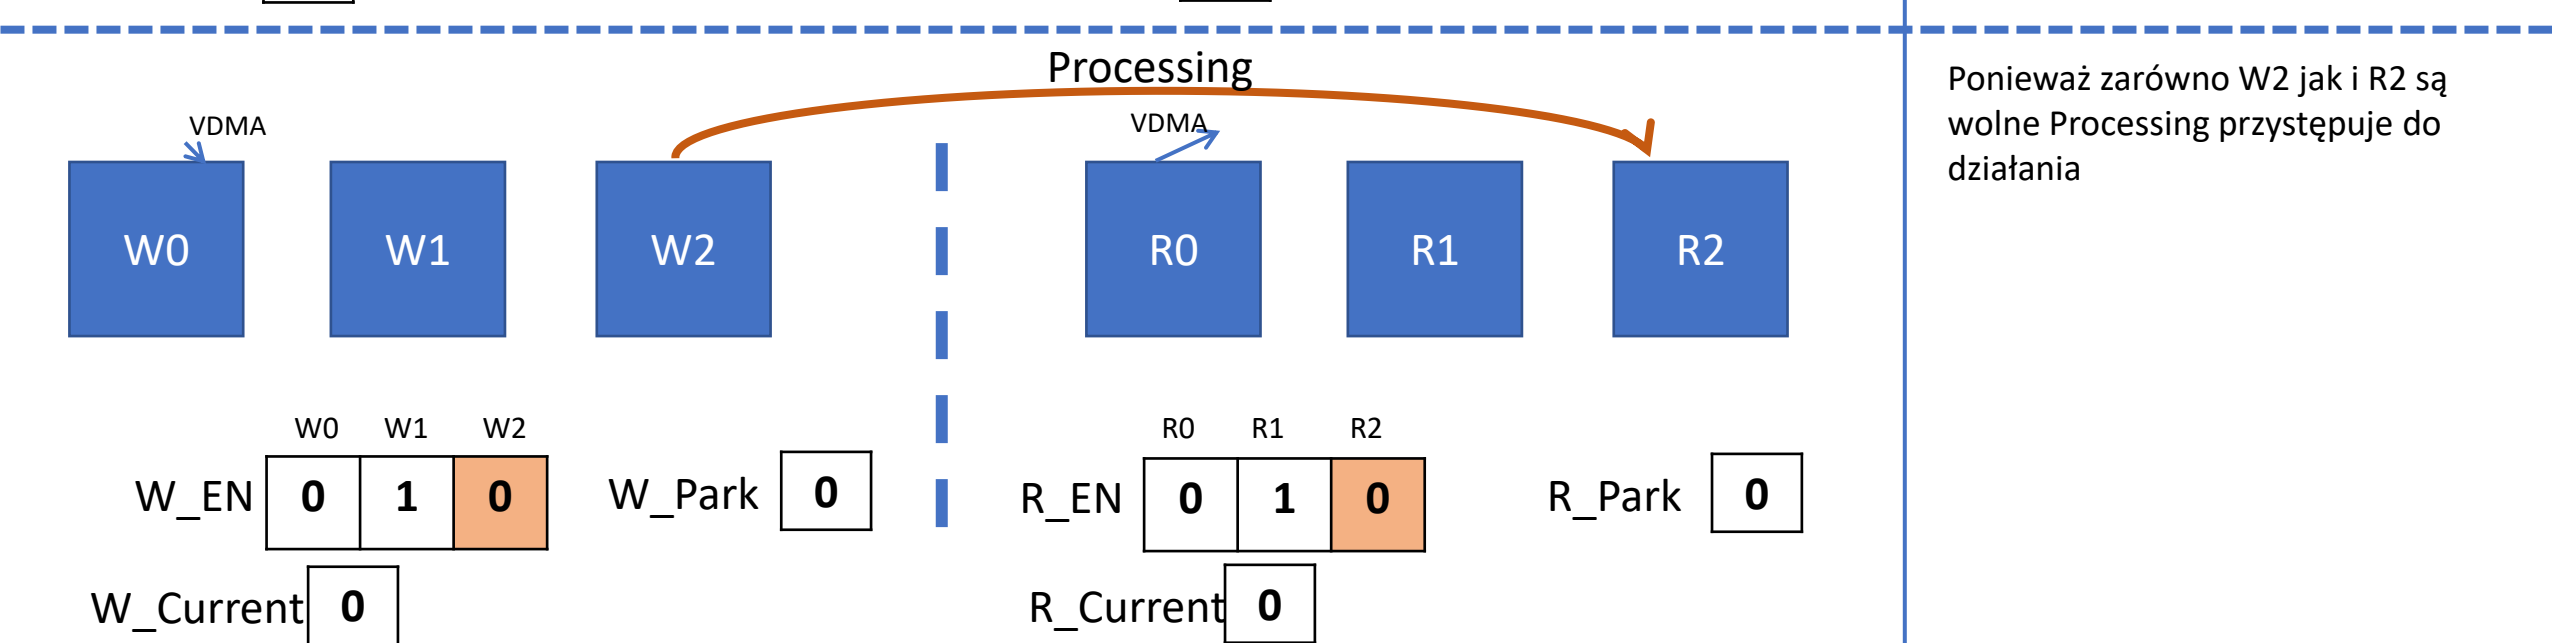 Processing
VDMA
VDMA
W0 W1 W2 R0 R1 R2
W0 W1 W2
W_EN 0 1 0
W_Park 0
W_Current 0
R0 R1 R2
R_EN 0 1 0
R_Park 0
R_Current 0
Ponieważ zarówno W2 jak i R2 są
wolne Processing przystępuje do
działania